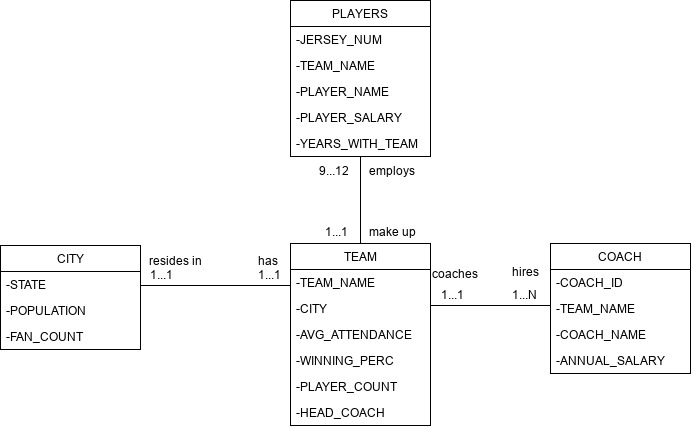 PLAYERS
-JERSEY_NUM
-TEAM_NAME
-PLAYER_NAME
-PLAYER_SALARY
-YEARS_WITH_TEAM
9...12 employs
1...1 make up
CITY
-STATE
-POPULATION
-FAN_COUNT
resides in has
1...1 1...1
TEAM
-TEAM_NAME
-CITY
-AVG_ATTENDANCE
-WINNING_PERC
-PLAYER_COUNT
-HEAD_COACH
coaches hires
1...1 1...N
COACH
-COACH_ID
-TEAM_NAME
-COACH_NAME
-ANNUAL_SALARY